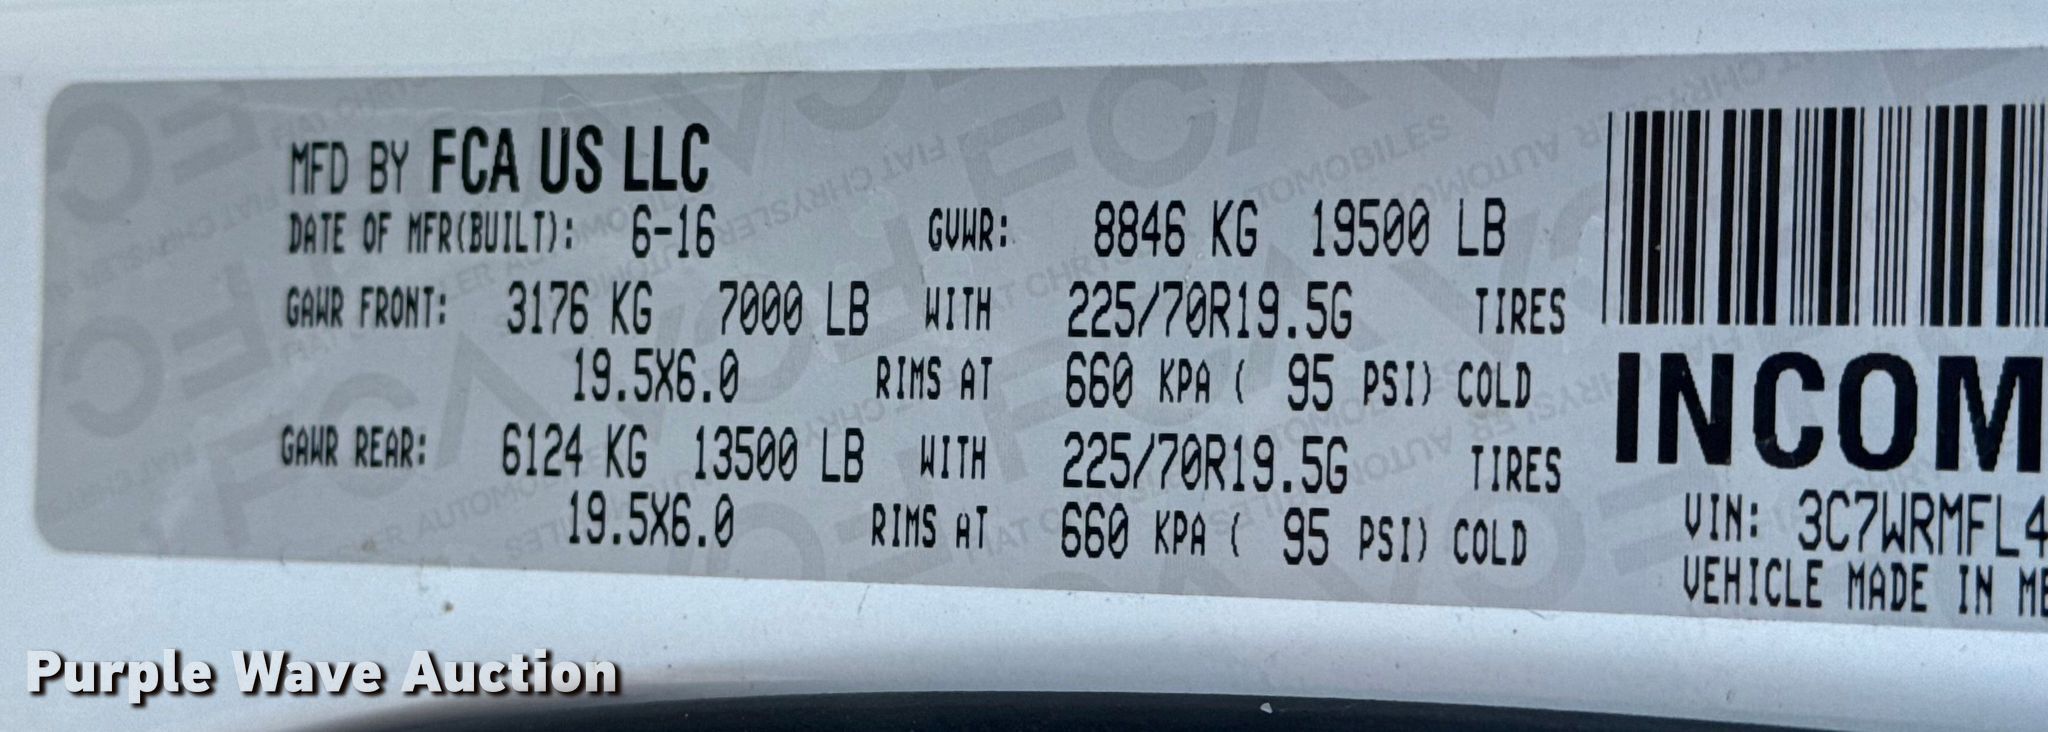 MFD BY FCA US LLC
DATE OF MFR(BUILT): 6-16 GVWR: 8846 KG 19500 LB
GAWR FRONT: 3176 KG 7000 LB WITH 225/70R19.5G TIRES
19.5X6.0 RIMS AT 660 KPA ( 95 PSI) COLD
GAWR REAR: 6124 KG 13500 LB WITH 225/70R19.5G TIRES
19.5X6.0 RIMS AT 660 KPA ( 95 PSI) COLD
INCOM
VIN: 3C7WRMFL4
VEHICLE MADE IN ME
Purple Wave Auction